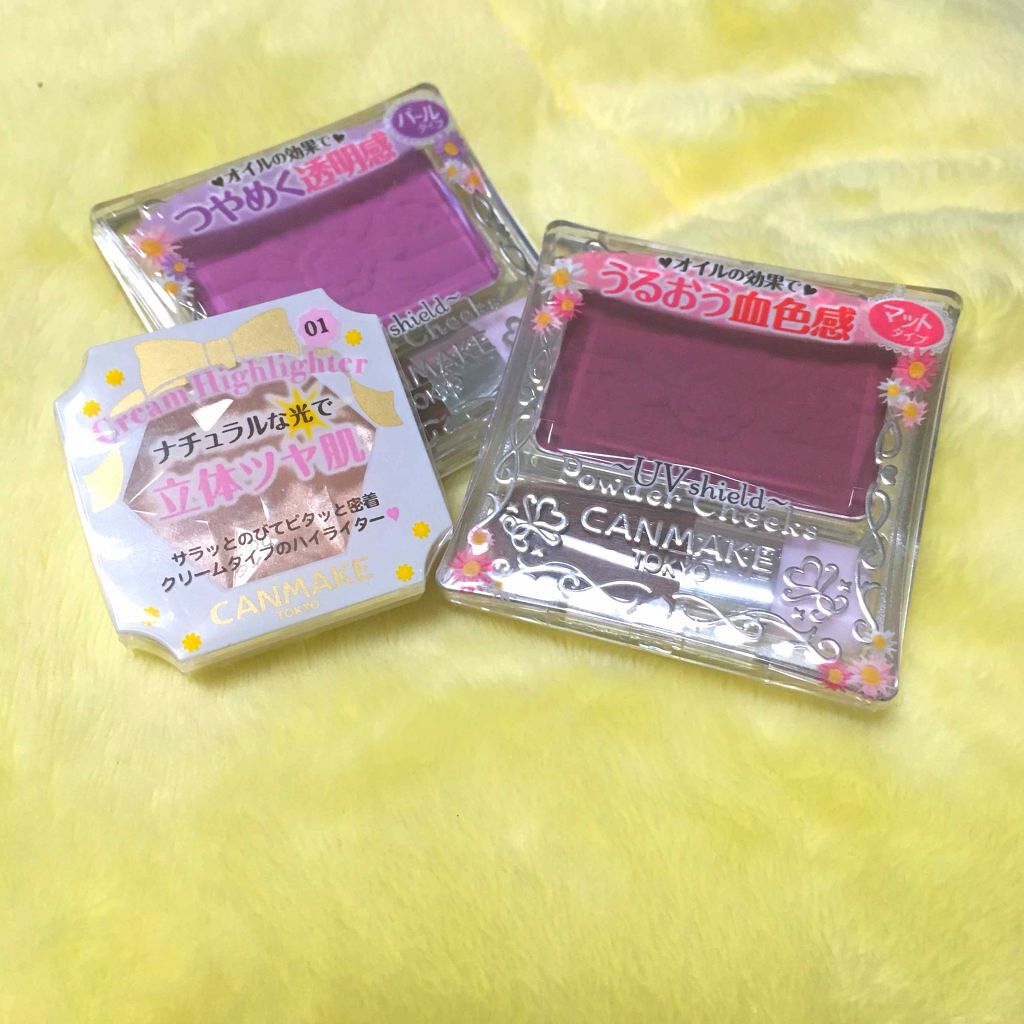 ♥オイルの効果で♥
つやめく透明感
パール
タイプ
shield~
Cheeks
♥オイルの効果で♥
うるおう血色感
マット
タイプ
~UV shield~
Powder Cheeks
CANMAKE
TOKYO
01
Cream Highlighter
ナチュラルな光で
立体ツヤ肌
サラッとのびてピタッと密着
クリームタイプのハイライター♥
CANMAKE
TOKYO